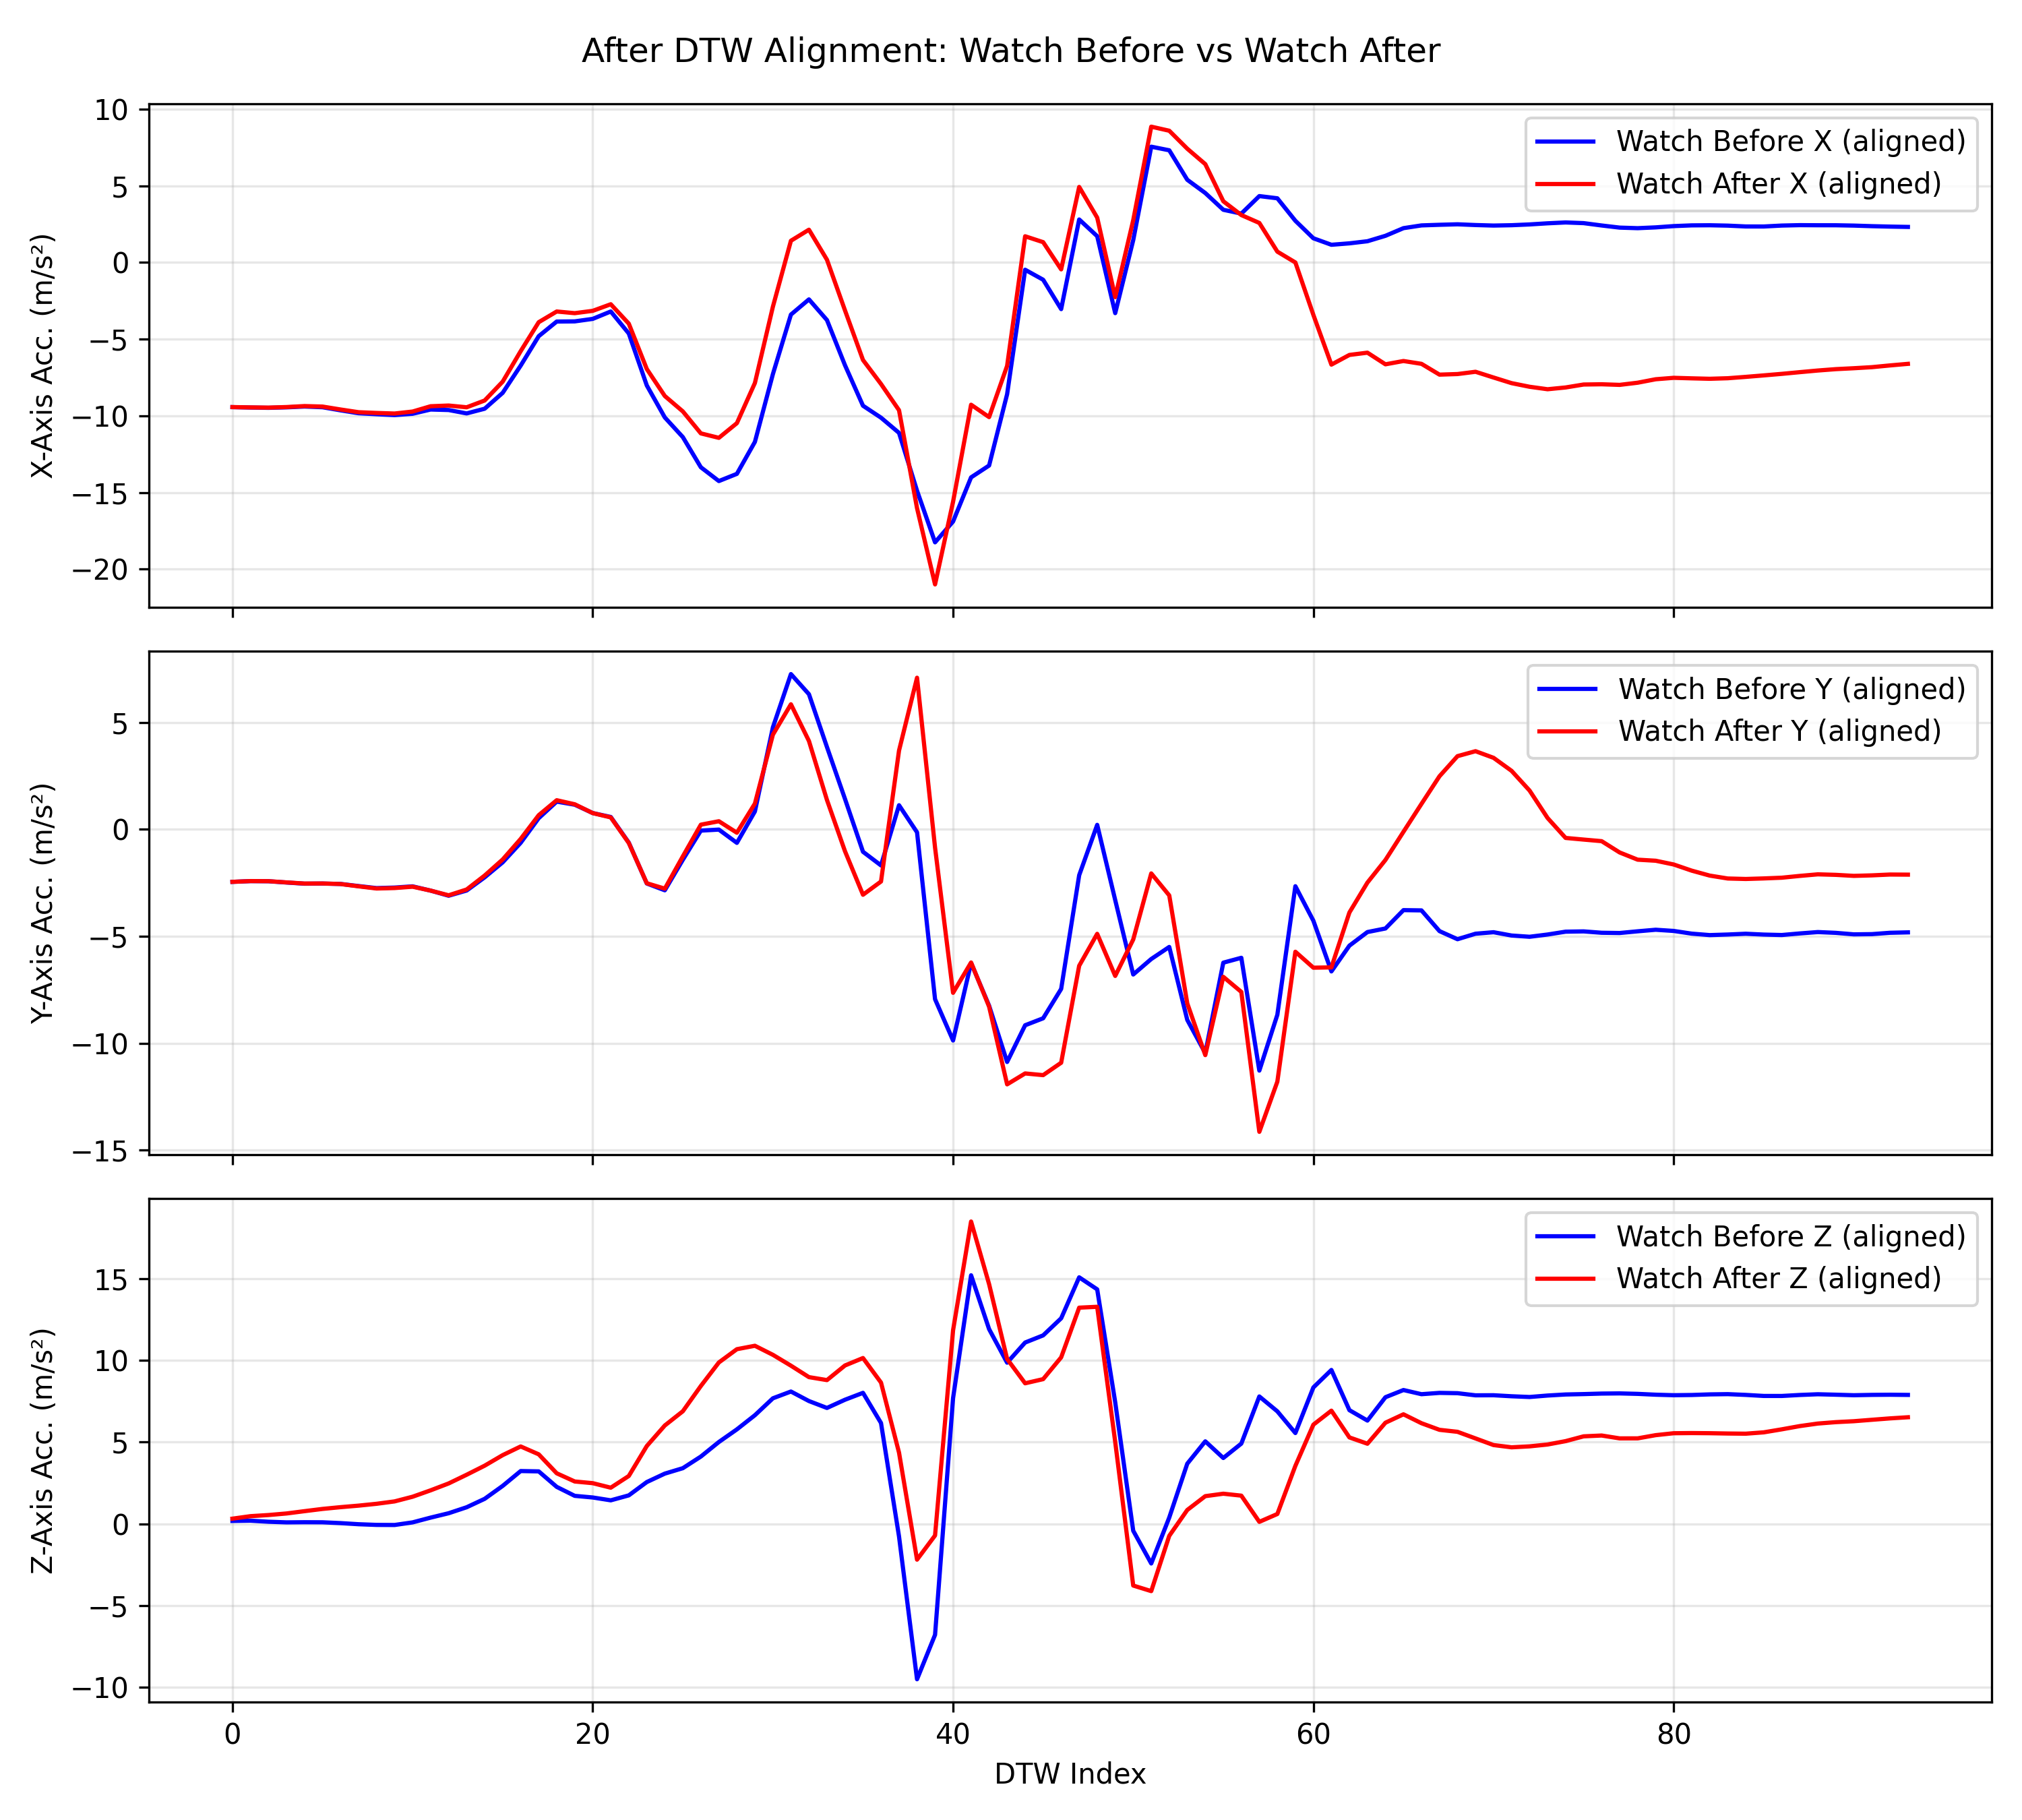 After DTW Alignment: Watch Before vs Watch After
10
5
0
−5
−10
−15
−20
X-Axis Acc. (m/s²)
Watch Before X (aligned)
Watch After X (aligned)
5
0
−5
−10
−15
Y-Axis Acc. (m/s²)
Watch Before Y (aligned)
Watch After Y (aligned)
15
10
5
0
−5
−10
Z-Axis Acc. (m/s²)
Watch Before Z (aligned)
Watch After Z (aligned)
0 20 40 60 80
DTW Index